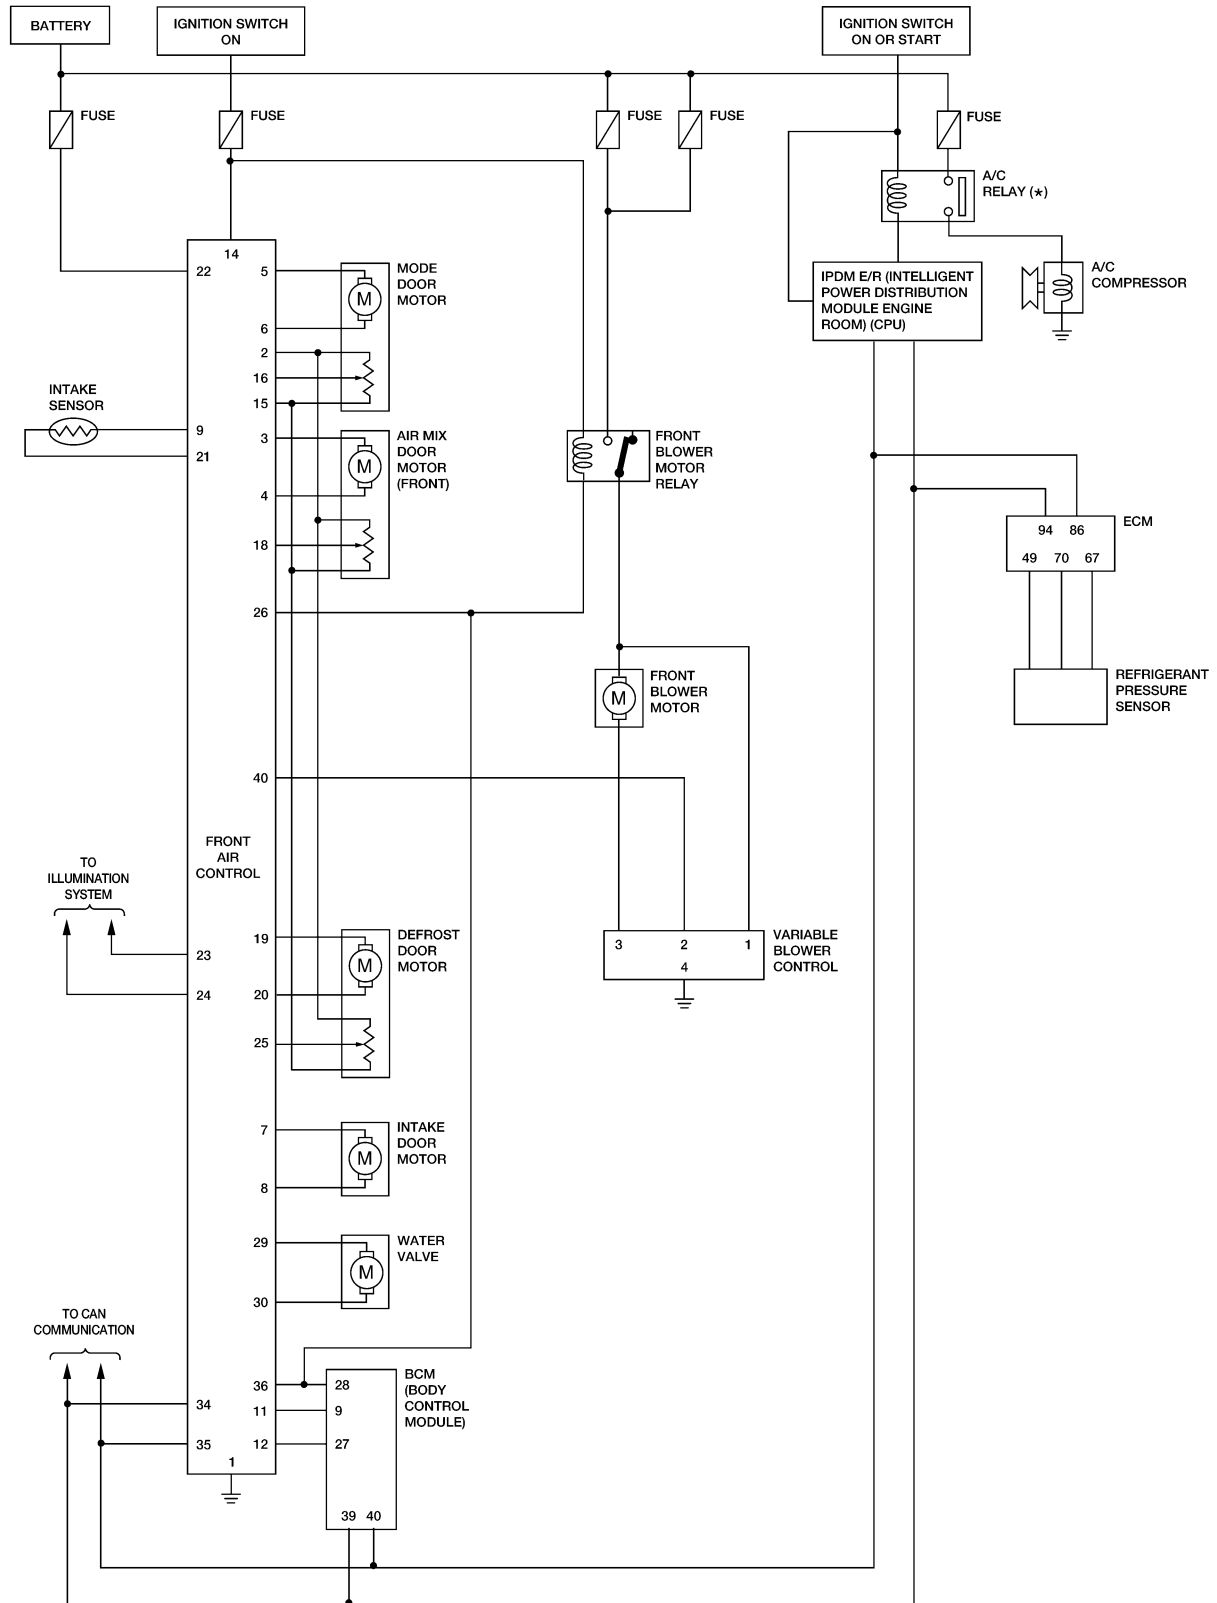 BATTERY
IGNITION SWITCH
ON
IGNITION SWITCH
ON OR START
FUSE
FUSE
FUSE
FUSE
FUSE
A/C
RELAY (★)
A/C
COMPRESSOR
IPDM E/R (INTELLIGENT
POWER DISTRIBUTION
MODULE ENGINE
ROOM) (CPU)
14
22
5
MODE
DOOR
MOTOR
M
6
2
16
15
INTAKE
SENSOR
9
21
3
AIR MIX
DOOR
MOTOR
(FRONT)
M
4
18
26
FRONT
BLOWER
MOTOR
RELAY
ECM
94 86
49 70 67
REFRIGERANT
PRESSURE
SENSOR
FRONT
BLOWER
MOTOR
M
40
FRONT
AIR
CONTROL
TO
ILLUMINATION
SYSTEM
23
24
19
DEFROST
DOOR
MOTOR
M
20
25
3 2 1
4
VARIABLE
BLOWER
CONTROL
7
INTAKE
DOOR
MOTOR
M
8
29
WATER
VALVE
M
30
TO CAN
COMMUNICATION
34
35
36
11
12
1
28
9
27
39 40
BCM
(BODY
CONTROL
MODULE)